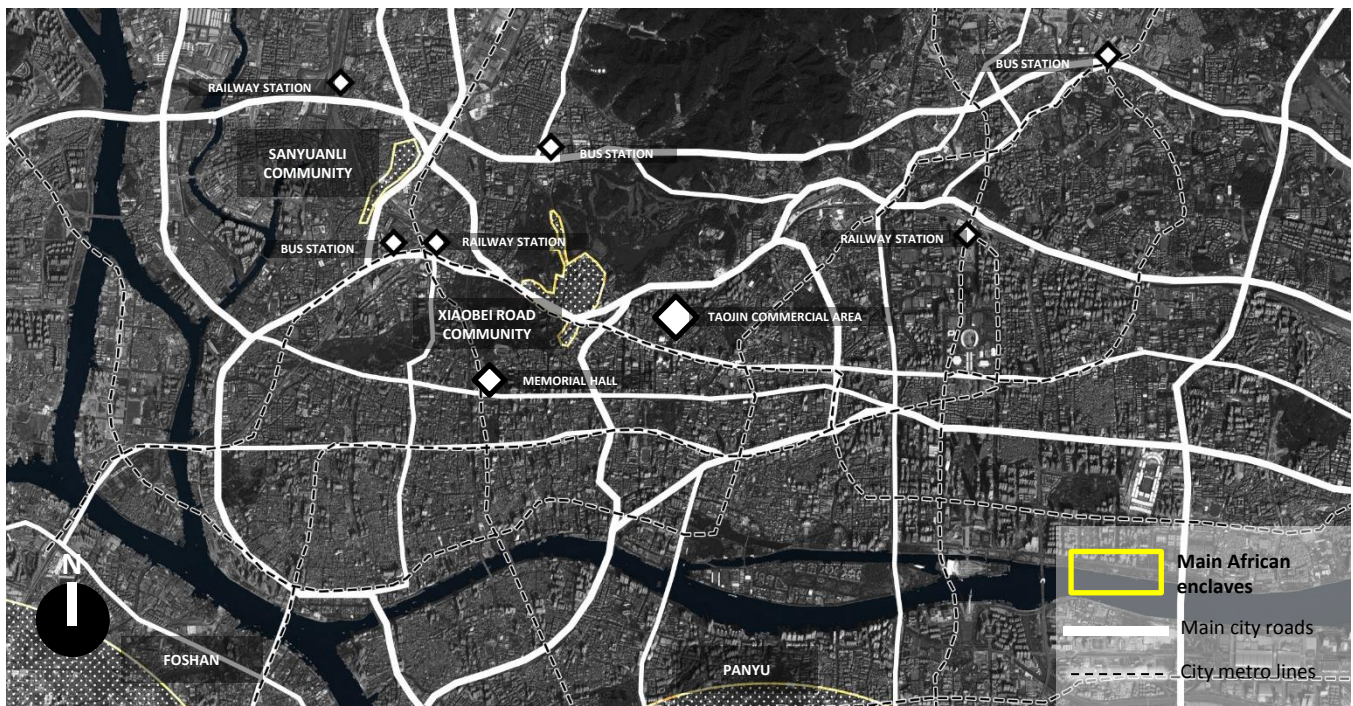 BUS STATION
RAILWAY STATION
SANYUANLI
COMMUNITY
BUS STATION
BUS STATION
RAILWAY STATION
RAILWAY STATION
XIAOBEI ROAD
COMMUNITY
TAOJIN COMMERCIAL AREA
MEMORIAL HALL
N
Main African
enclaves
Main city roads
City metro lines
FOSHAN
PANYU